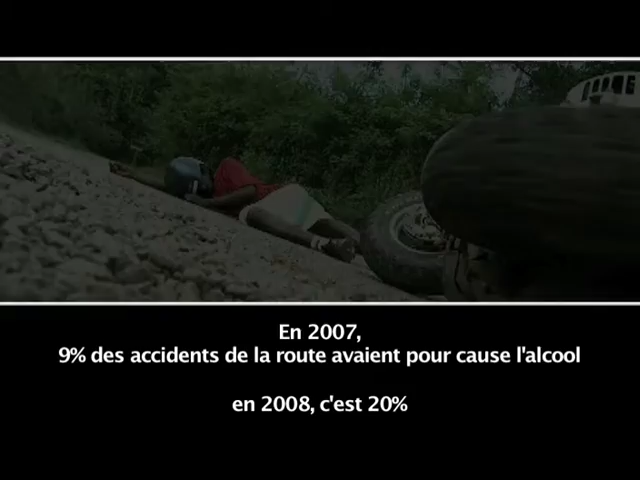 En 2007,
9% des accidents de la route avaient pour cause l'alcool
en 2008, c'est 20%